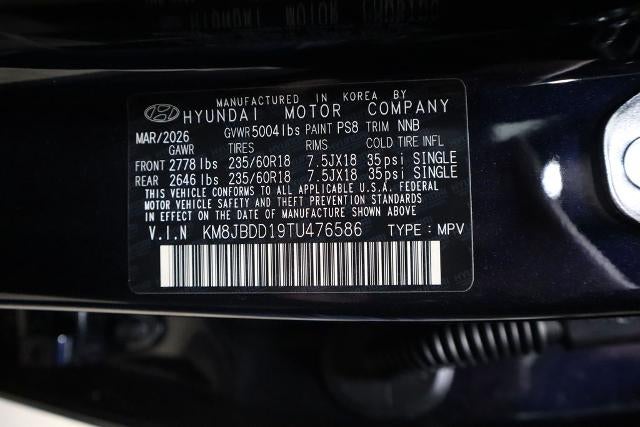 MANUFACTURED IN KOREA BY
HYUNDAI MOTOR COMPANY
MAR/2026 GVWR 5004 lbs PAINT PS8 TRIM NNB
GAWR TIRES RIMS COLD TIRE INFL
FRONT 2778 lbs 235/60R18 7.5JX18 35psi SINGLE
REAR 2646 lbs 235/60R18 7.5JX18 35psi SINGLE
THIS VEHICLE CONFORMS TO ALL APPLICABLE U.S.A. FEDERAL
MOTOR VEHICLE SAFETY AND THEFT PREVENTION STANDARDS
IN EFFECT ON THE DATE OF MANUFACTURE SHOWN ABOVE.
V.I.N KM8JBDD19TU476586 TYPE : MPV